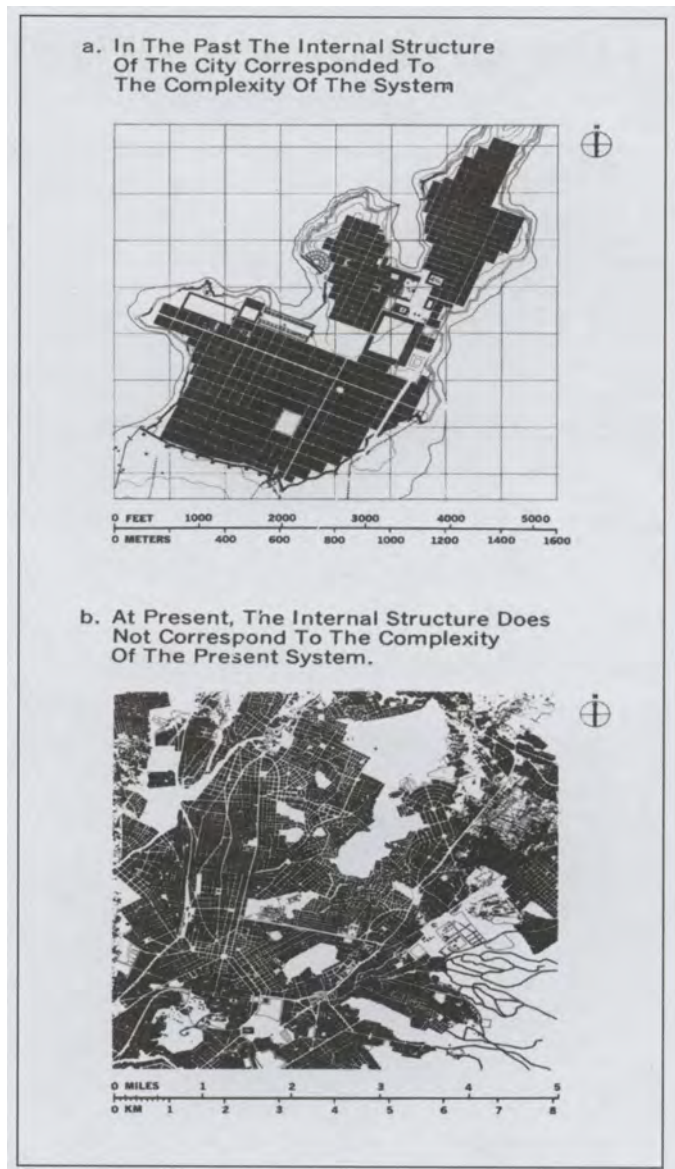 a. In The Past The Internal Structure
Of The City Corresponded To
The Complexity Of The System
N
0 FEET 1000 2000 3000 4000 5000
0 METERS 400 600 800 1000 1200 1400 1600
b. At Present, The Internal Structure Does
Not Correspond To The Complexity
Of The Present System.
N
0 MILES 1 2 3 4 5
0 KM 1 2 3 4 5 6 7 8